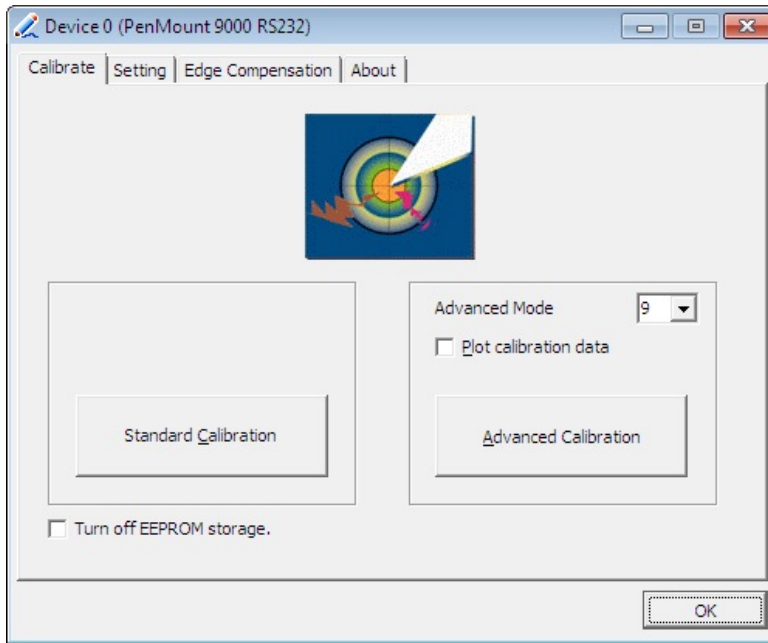 Device 0 (PenMount 9000 RS232)
Calibrate Setting Edge Compensation About
Advanced Mode 9
Plot calibration data
Standard Calibration
Advanced Calibration
Turn off EEPROM storage.
OK